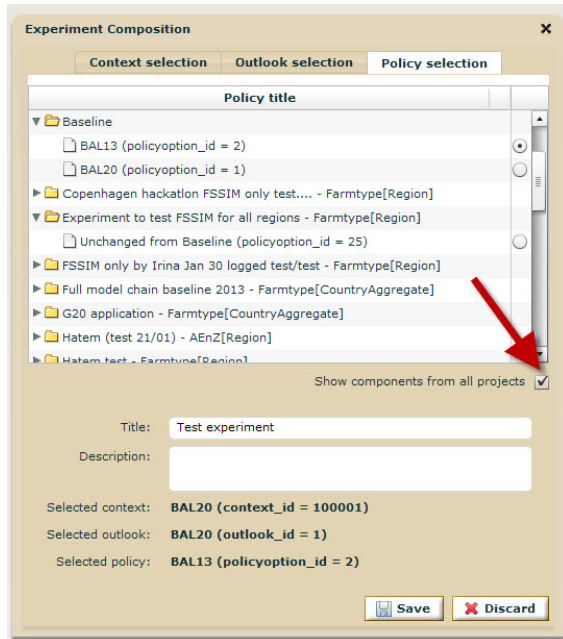 Experiment Composition
Context selection Outlook selection Policy selection
Policy title
Baseline
BAL13 (policyoption_id = 2)
BAL20 (policyoption_id = 1)
Copenhagen hackatlon FSSIM only test.... - Farmtype[Region]
Experiment to test FSSIM for all regions - Farmtype[Region]
Unchanged from Baseline (policyoption_id = 25)
FSSIM only by Irina Jan 30 logged test/test - Farmtype[Region]
Full model chain baseline 2013 - Farmtype[CountryAggregate]
G20 application - Farmtype[CountryAggregate]
Hatem (test 21/01) - AEnZ[Region]
Hatem test - Farmtype[Region]
Show components from all projects
Title: Test experiment
Description:
Selected context: BAL20 (context_id = 100001)
Selected outlook: BAL20 (outlook_id = 1)
Selected policy: BAL13 (policyoption_id = 2)
Save Discard